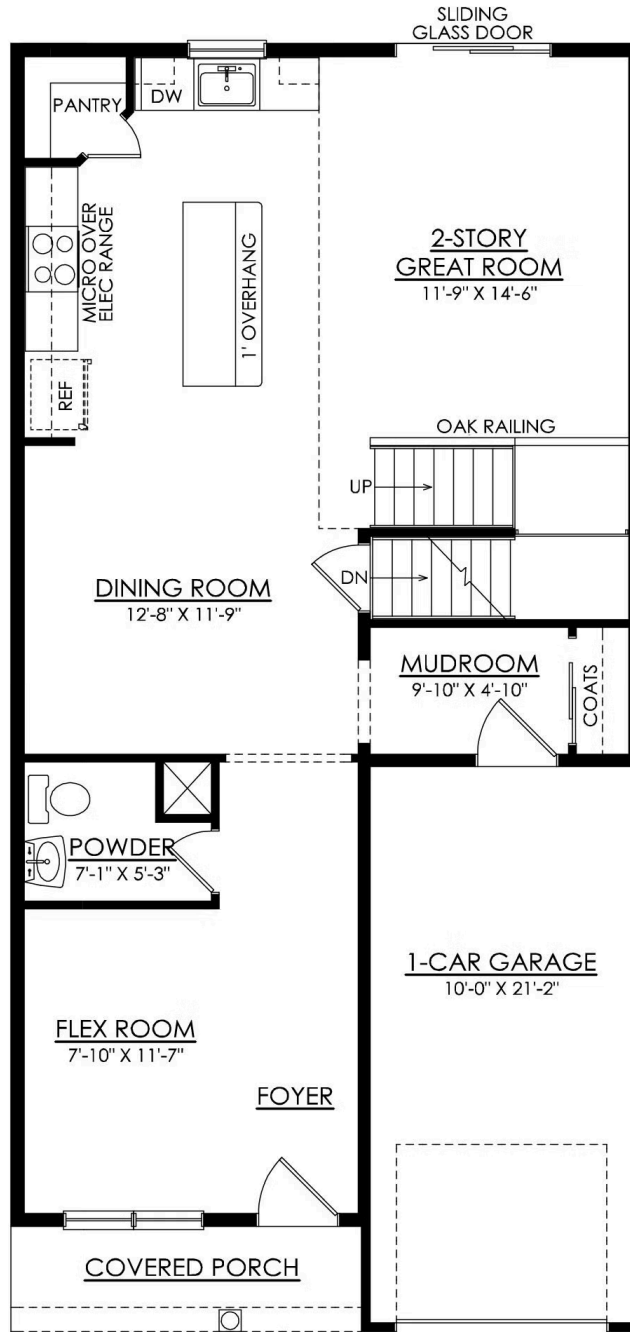 SLIDING
GLASS DOOR
DW
PANTRY
MICRO OVER
ELEC RANGE
1' OVERHANG
2-STORY
GREAT ROOM
11'-9" X 14'-6"
REF
OAK RAILING
UP
DN
DINING ROOM
12'-8" X 11'-9"
MUDROOM
9'-10" X 4'-10"
COATS
POWDER
7'-1" X 5'-3"
1-CAR GARAGE
10'-0" X 21'-2"
FLEX ROOM
7'-10" X 11'-7"
FOYER
COVERED PORCH